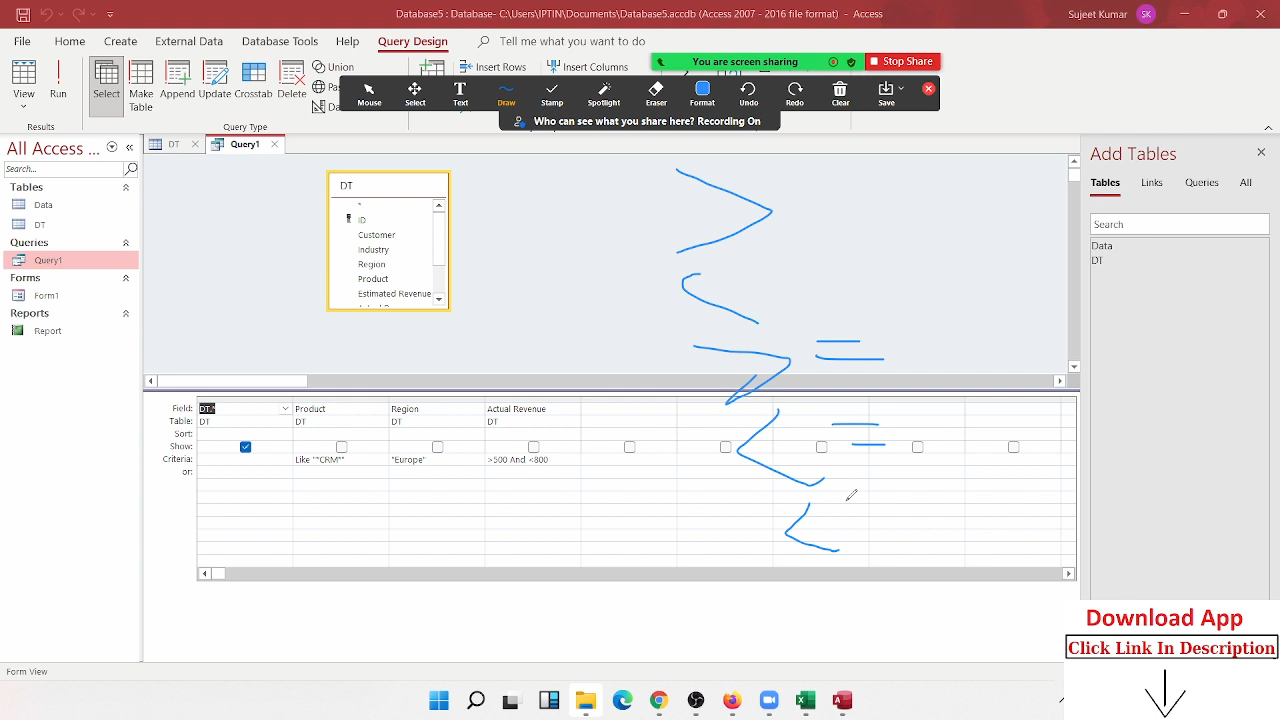 Database5 : Database- C:\Users\IPTIN\Documents\Database5.accdb (Access 2007 - 2016 file format) - Access
Sujeet Kumar
SK
File
Home
Create
External Data
Database Tools
Help
Query Design
Tell me what you want to do
You are screen sharing
Stop Share
View
Run
Select
Make Table
Append
Update
Crosstab
Delete
Union
Insert Rows
Insert Columns
Mouse
Select
Text
Draw
Stamp
Spotlight
Eraser
Format
Undo
Redo
Clear
Save
Who can see what you share here? Recording On
Results
Query Type
All Access ...
Search...
Tables
Data
DT
Queries
Query1
Forms
Form1
Reports
Report
DT
Query1
DT
*
ID
Customer
Industry
Region
Product
Estimated Revenue
>
<
> =
< =
<
Field: DT.* Product Region Actual Revenue
Table: DT DT DT DT
Sort:
Show:
Criteria: Like "*CRM*" "Europe" >500 And <800
or:
Add Tables
Tables
Links
Queries
All
Search
Data
DT
Download App
Click Link In Description
Form View